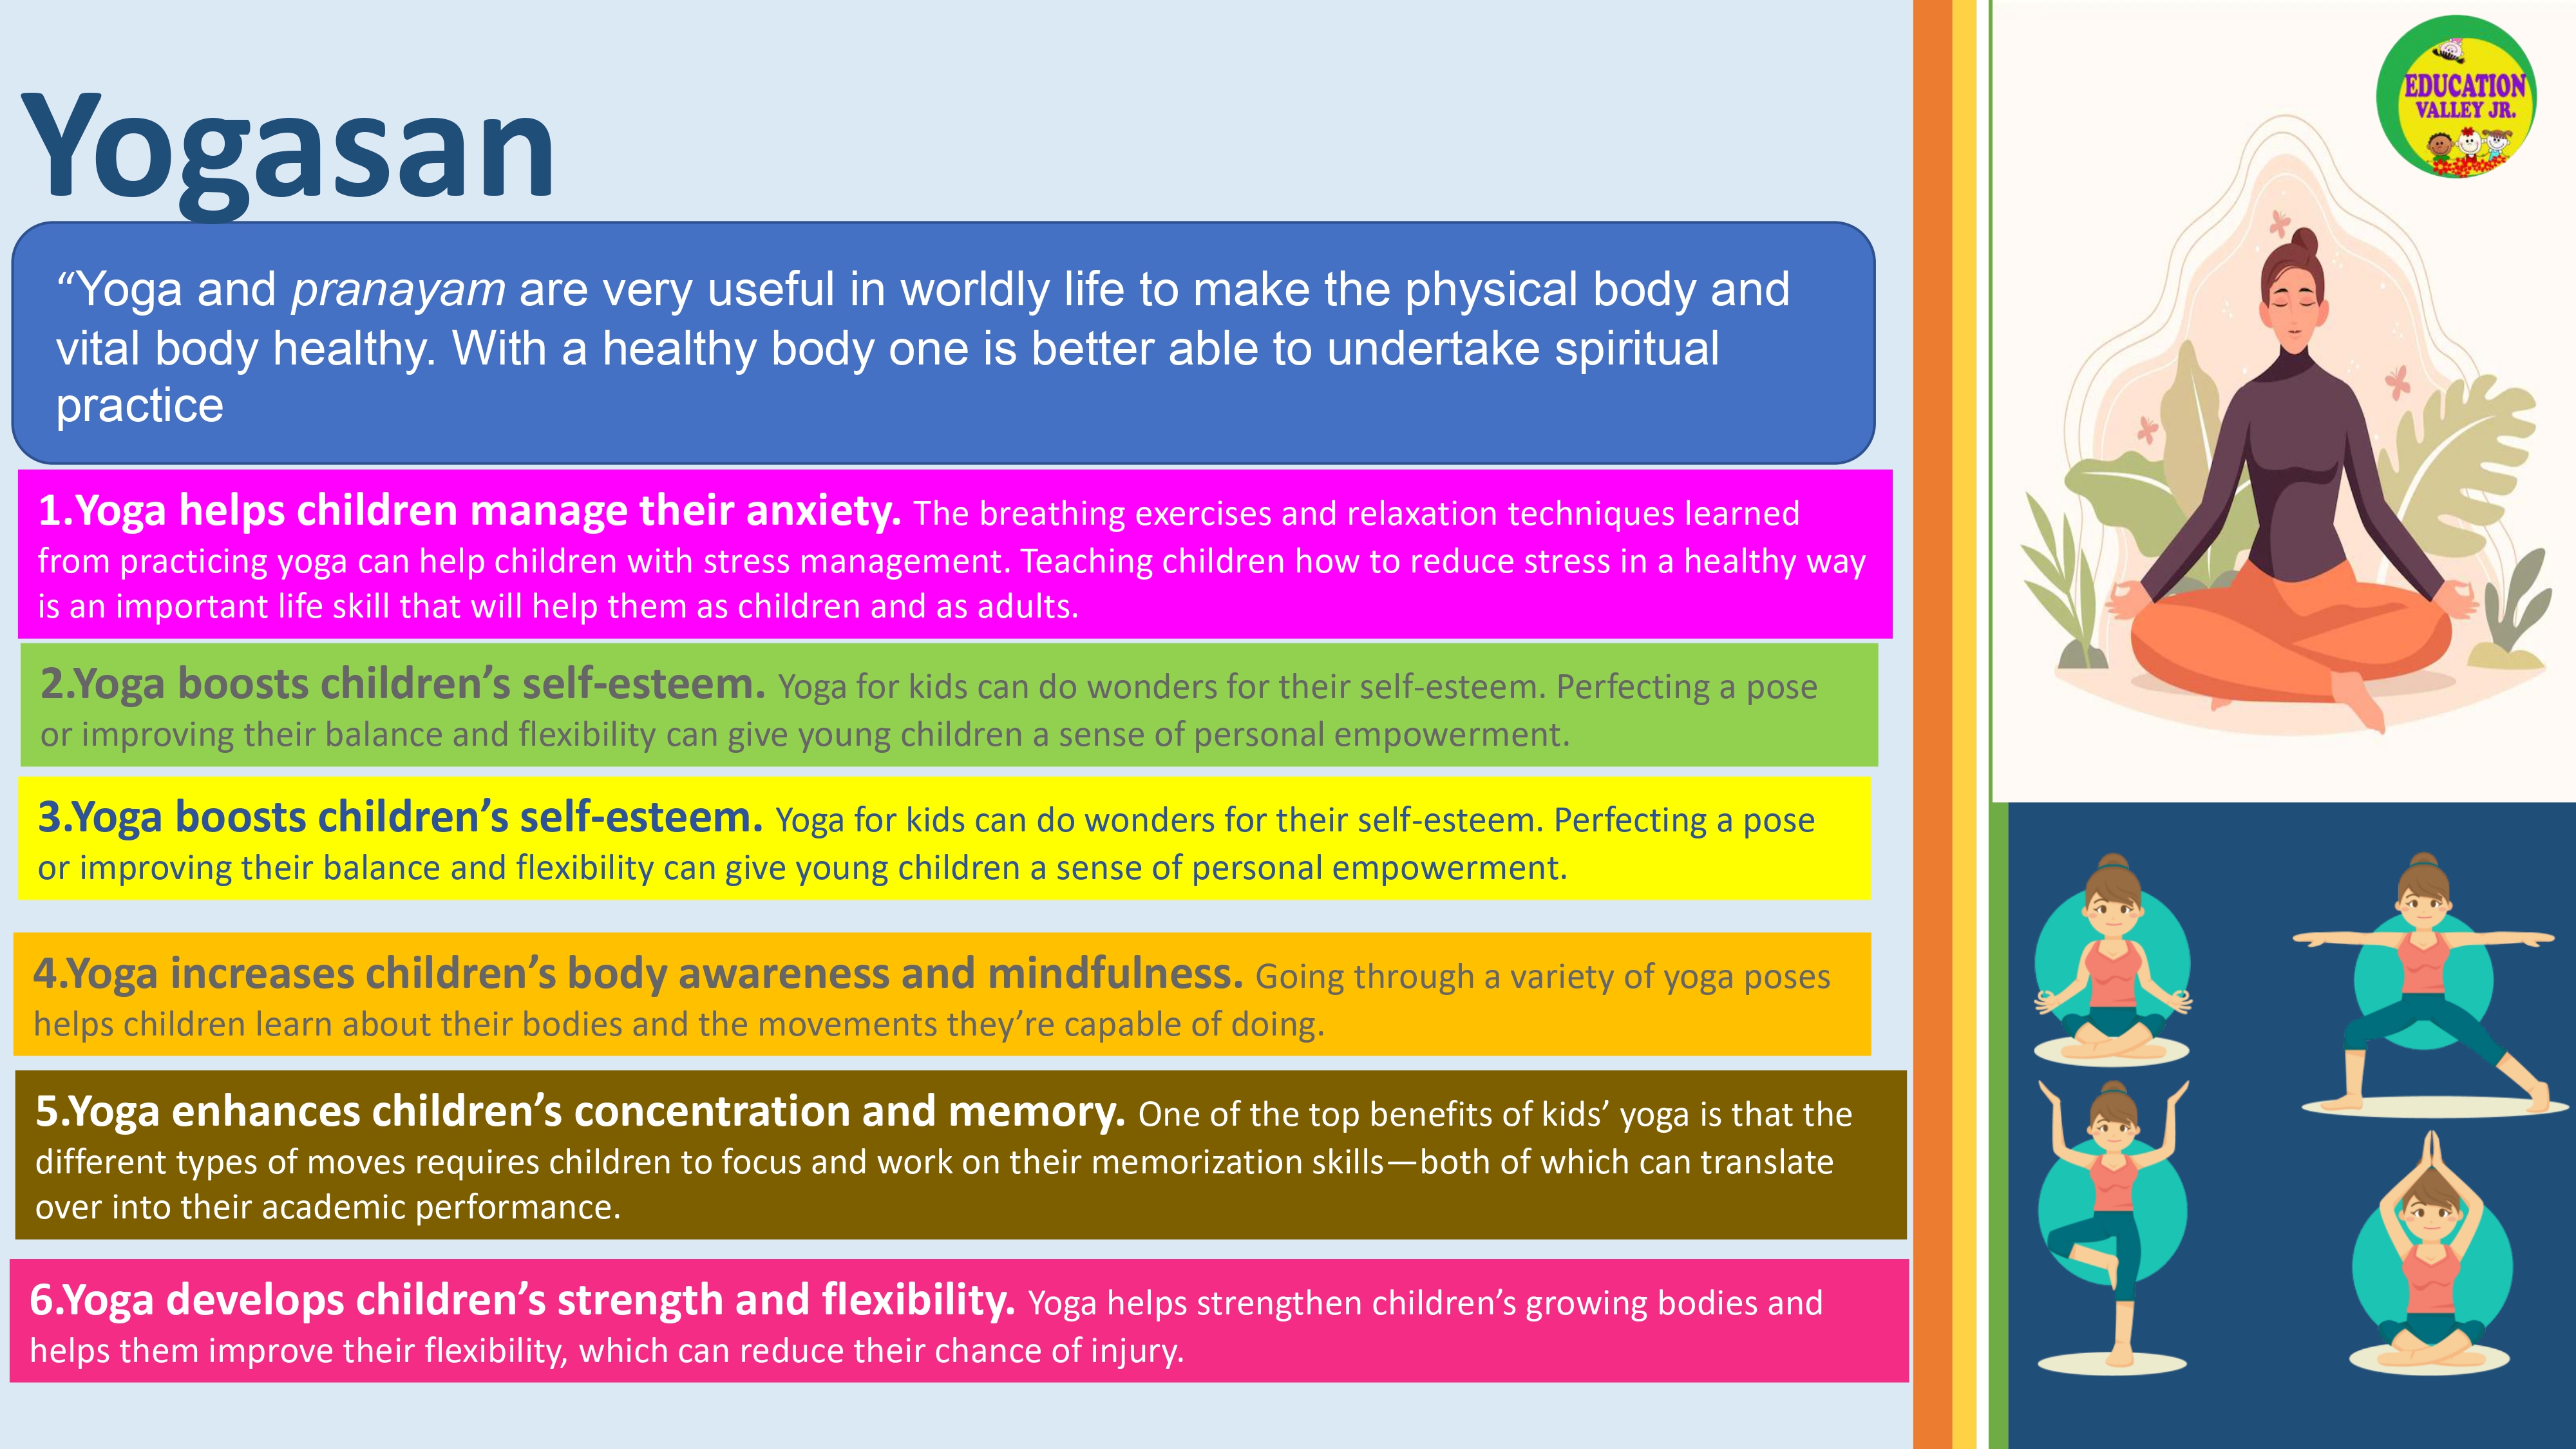 EDUCATION
VALLEY JR.
Yogasan
“Yoga and pranayam are very useful in worldly life to make the physical body and
vital body healthy. With a healthy body one is better able to undertake spiritual
practice
1.Yoga helps children manage their anxiety. The breathing exercises and relaxation techniques learned
from practicing yoga can help children with stress management. Teaching children how to reduce stress in a healthy way
is an important life skill that will help them as children and as adults.
2.Yoga boosts children’s self-esteem. Yoga for kids can do wonders for their self-esteem. Perfecting a pose
or improving their balance and flexibility can give young children a sense of personal empowerment.
3.Yoga boosts children’s self-esteem. Yoga for kids can do wonders for their self-esteem. Perfecting a pose
or improving their balance and flexibility can give young children a sense of personal empowerment.
4.Yoga increases children’s body awareness and mindfulness. Going through a variety of yoga poses
helps children learn about their bodies and the movements they’re capable of doing.
5.Yoga enhances children’s concentration and memory. One of the top benefits of kids’ yoga is that the
different types of moves requires children to focus and work on their memorization skills—both of which can translate
over into their academic performance.
6.Yoga develops children’s strength and flexibility. Yoga helps strengthen children’s growing bodies and
helps them improve their flexibility, which can reduce their chance of injury.